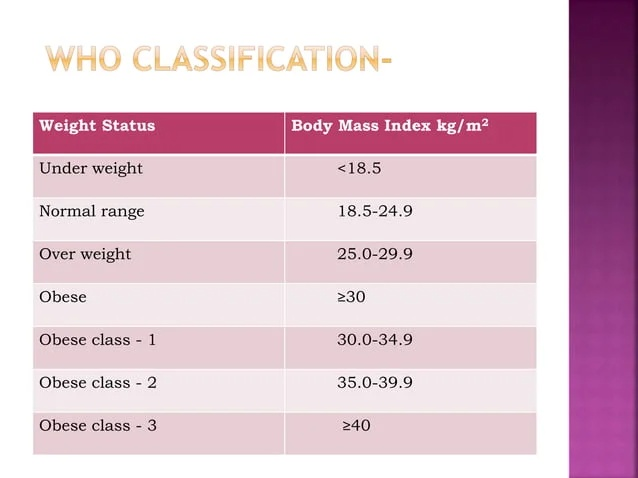 WHO CLASSIFICATION-
Weight Status Body Mass Index kg/m²
Under weight <18.5
Normal range 18.5-24.9
Over weight 25.0-29.9
Obese ≥30
Obese class - 1 30.0-34.9
Obese class - 2 35.0-39.9
Obese class - 3 ≥40